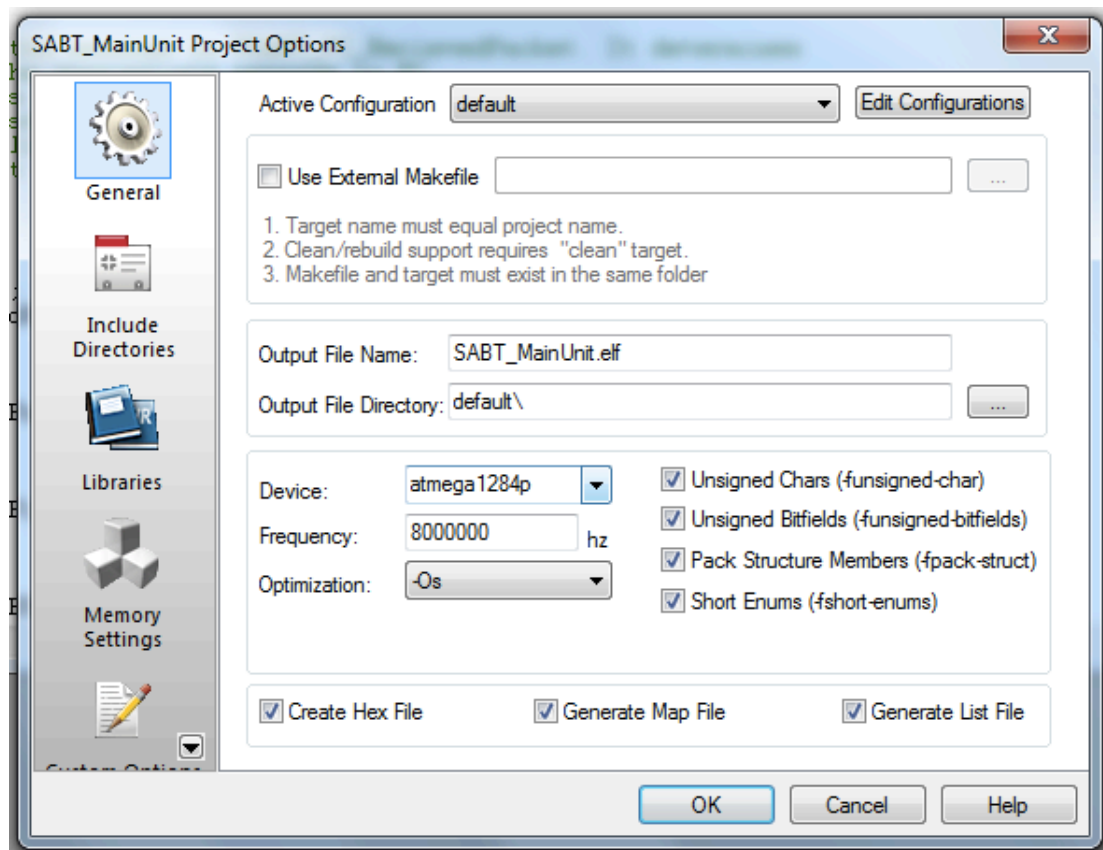 SABT_MainUnit Project Options
General
Include
Directories
Libraries
Memory
Settings
Active Configuration default Edit Configurations
Use External Makefile ...
1. Target name must equal project name.
2. Clean/rebuild support requires "clean" target.
3. Makefile and target must exist in the same folder
Output File Name: SABT_MainUnit.elf
Output File Directory: default\ ...
Device: atmega1284p
Frequency: 8000000 hz
Optimization: -Os
Unsigned Chars (-funsigned-char)
Unsigned Bitfields (-funsigned-bitfields)
Pack Structure Members (-fpack-struct)
Short Enums (-fshort-enums)
Create Hex File Generate Map File Generate List File
OK Cancel Help